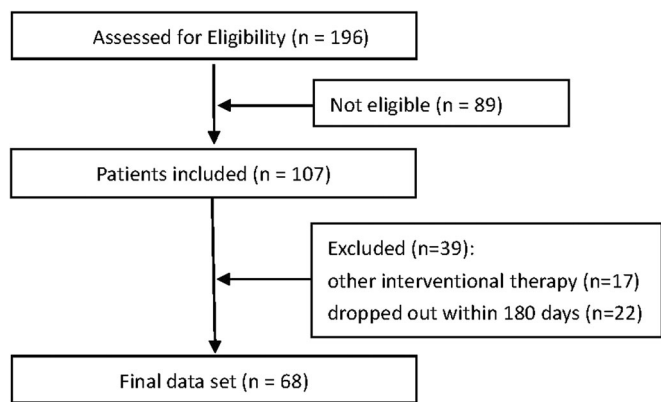 Assessed for Eligibility (n = 196)
Not eligible (n = 89)
Patients included (n = 107)
Excluded (n=39):
other interventional therapy (n=17)
dropped out within 180 days (n=22)
Final data set (n = 68)